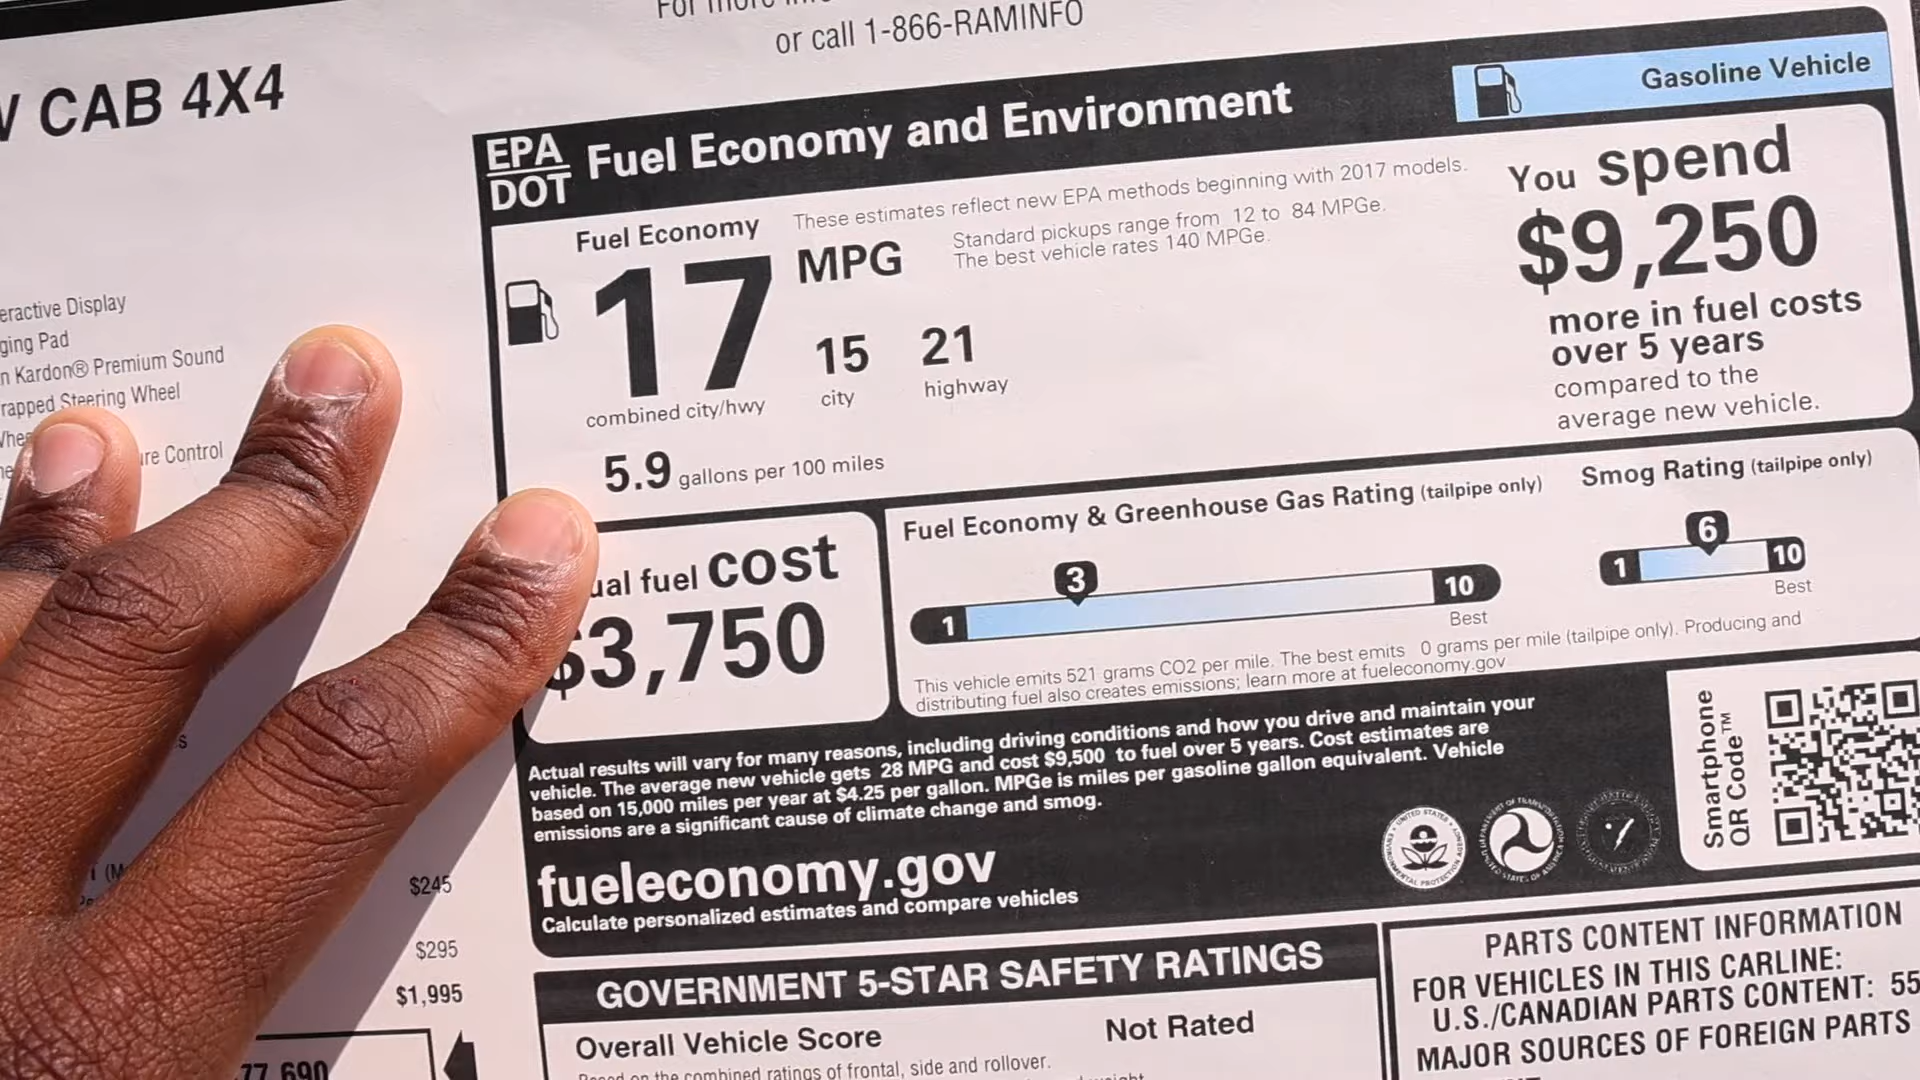 or call 1-866-RAMINFO
CAB 4X4
EPA
DOT
Fuel Economy and Environment
Gasoline Vehicle
Fuel Economy
These estimates reflect new EPA methods beginning with 2017 models.
17
MPG
Standard pickups range from 12 to 84 MPGe.
The best vehicle rates 140 MPGe.
15
city
21
highway
combined city/hwy
5.9 gallons per 100 miles
You spend
$9,250
more in fuel costs
over 5 years
compared to the
average new vehicle.
eractive Display
ging Pad
n Kardon® Premium Sound
rapped Steering Wheel
ure Control
ual fuel cost
$3,750
Fuel Economy & Greenhouse Gas Rating (tailpipe only)
3
1
10
Best
Smog Rating (tailpipe only)
6
1
10
Best
This vehicle emits 521 grams CO2 per mile. The best emits 0 grams per mile (tailpipe only). Producing and
distributing fuel also creates emissions; learn more at fueleconomy.gov
Actual results will vary for many reasons, including driving conditions and how you drive and maintain your
vehicle. The average new vehicle gets 28 MPG and cost $9,500 to fuel over 5 years. Cost estimates are
based on 15,000 miles per year at $4.25 per gallon. MPGe is miles per gasoline gallon equivalent. Vehicle
emissions are a significant cause of climate change and smog.
fueleconomy.gov
Calculate personalized estimates and compare vehicles
Smartphone
QR Code™
$245
$295
$1,995
77,690
GOVERNMENT 5-STAR SAFETY RATINGS
Overall Vehicle Score
Not Rated
Based on the combined ratings of frontal, side and rollover.
PARTS CONTENT INFORMATION
FOR VEHICLES IN THIS CARLINE:
U.S./CANADIAN PARTS CONTENT: 55
MAJOR SOURCES OF FOREIGN PARTS